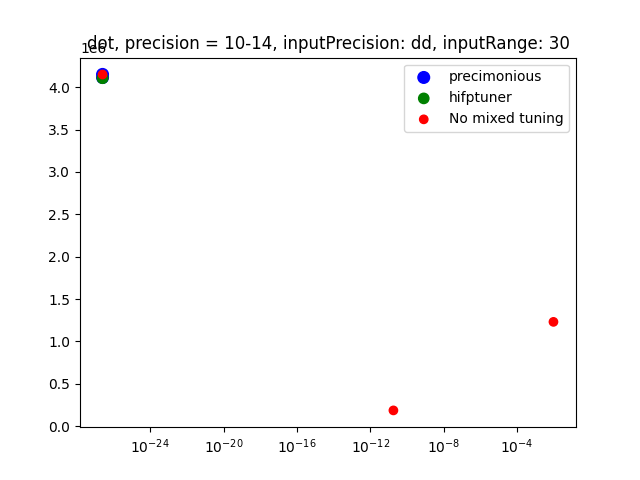 dot, precision = 10-14, inputPrecision: dd, inputRange: 30
1e6
precimonious
hifptuner
No mixed tuning
4.0
3.5
3.0
2.5
2.0
1.5
1.0
0.5
0.0
10⁻²⁴ 10⁻²⁰ 10⁻¹⁶ 10⁻¹² 10⁻⁸ 10⁻⁴